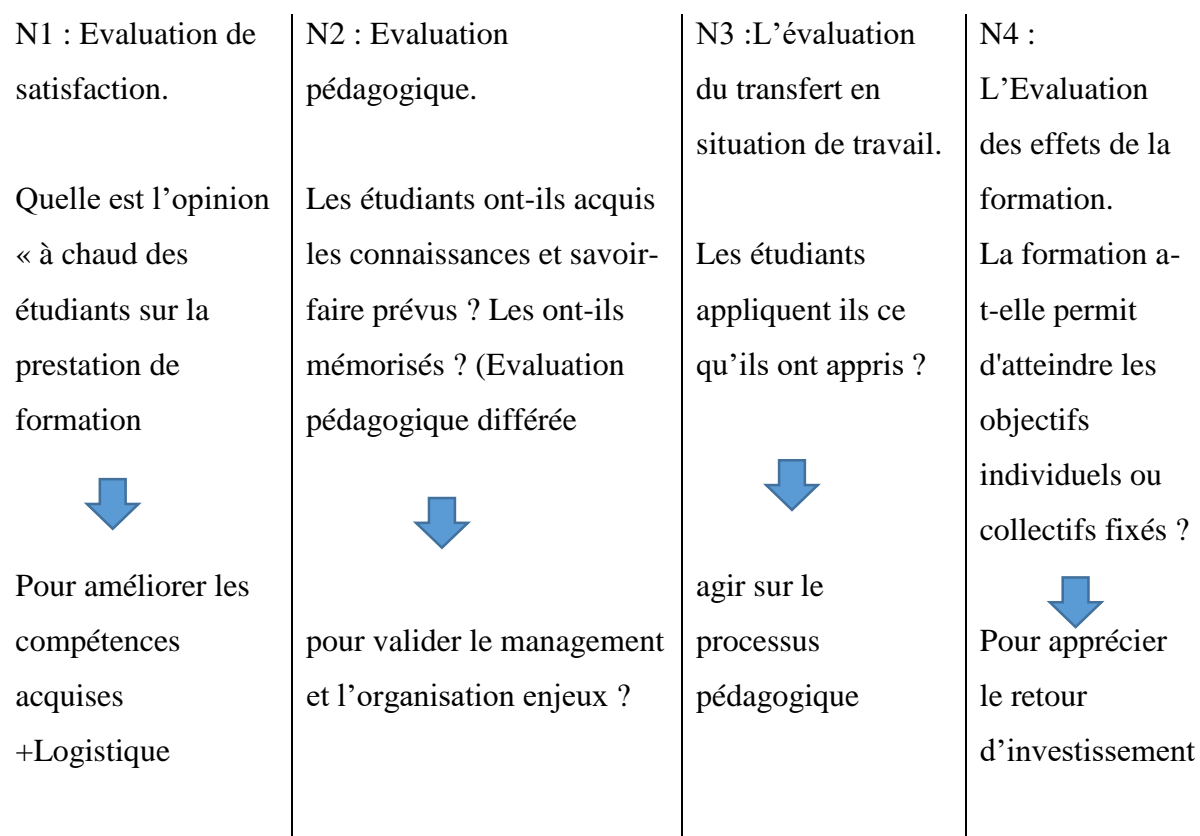 N1 : Evaluation de
satisfaction.
Quelle est l’opinion
« à chaud des
étudiants sur la
prestation de
formation
Pour améliorer les
compétences
acquises
+Logistique
N2 : Evaluation
pédagogique.
Les étudiants ont-ils acquis
les connaissances et savoir-
faire prévus ? Les ont-ils
mémorisés ? (Evaluation
pédagogique différée
pour valider le management
et l’organisation enjeux ?
N3 :L’évaluation
du transfert en
situation de travail.
Les étudiants
appliquent ils ce
qu’ils ont appris ?
agir sur le
processus
pédagogique
N4 :
L’Evaluation
des effets de la
formation.
La formation a-
t-elle permit
d'atteindre les
objectifs
individuels ou
collectifs fixés ?
Pour apprécier
le retour
d’investissement